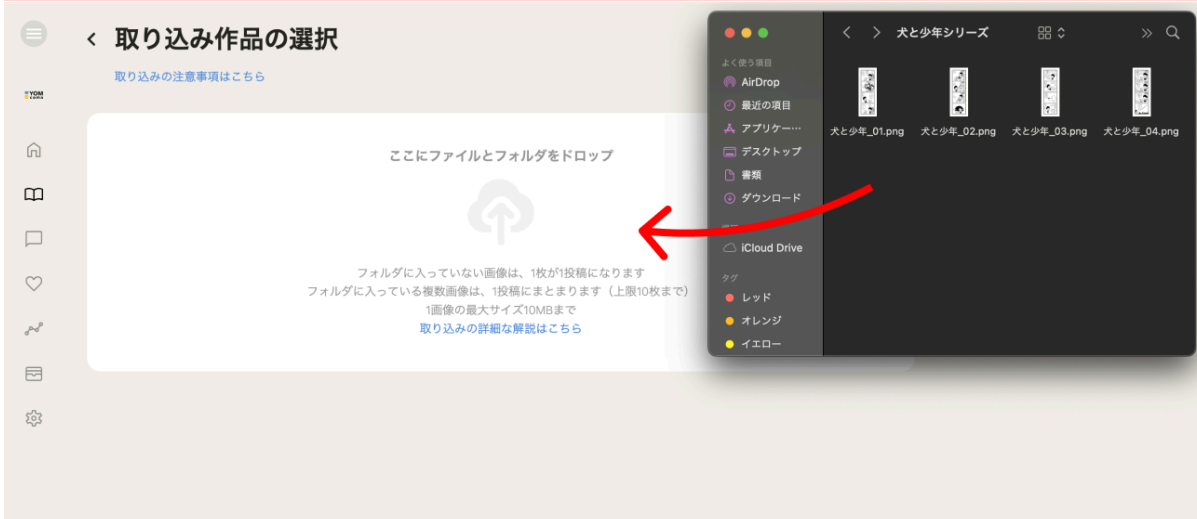 取り込み作品の選択
取り込みの注意事項はこちら
YOM
ここにファイルとフォルダをドロップ
フォルダに入っていない画像は、1枚が1投稿になります
フォルダに入っている複数画像は、1投稿にまとまります（上限10枚まで）
1画像の最大サイズ10MBまで
取り込みの詳細な解説はこちら
犬と少年シリーズ
よく使う項目
AirDrop
最近の項目
アプリケー…
デスクトップ
書類
ダウンロード
iCloud Drive
タグ
レッド
オレンジ
イエロー
犬と少年_01.png
犬と少年_02.png
犬と少年_03.png
犬と少年_04.png